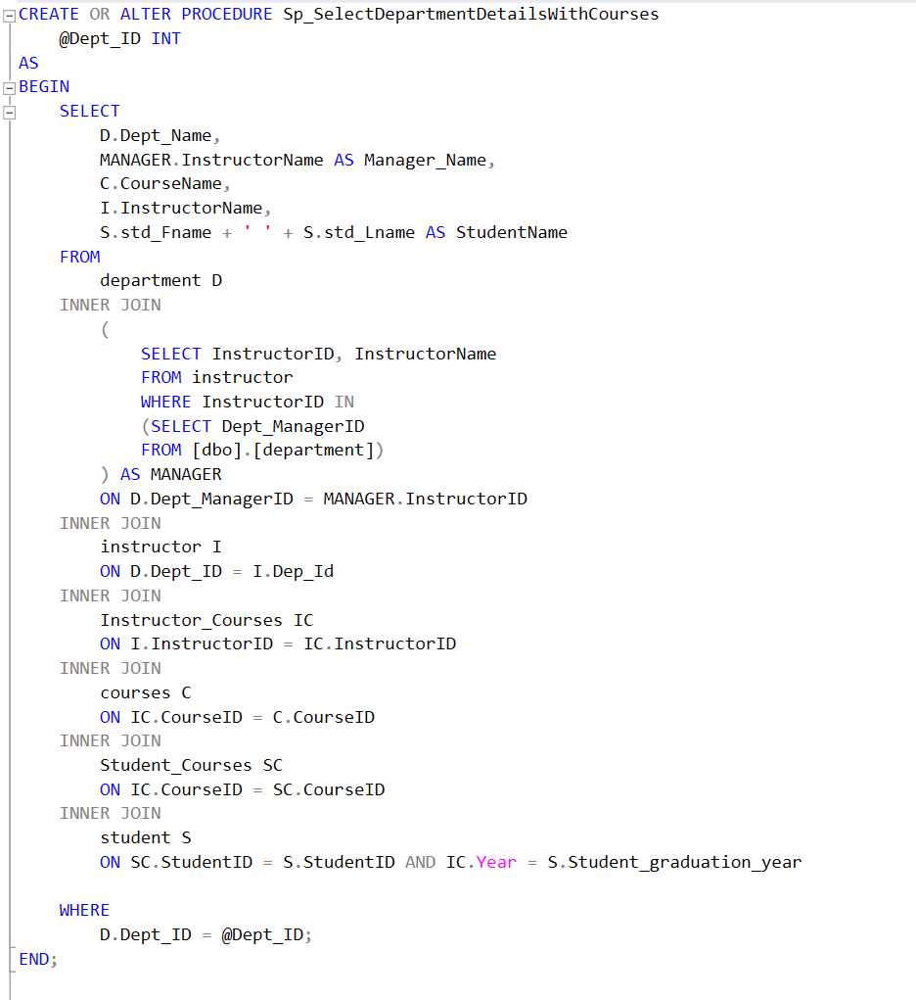 CREATE OR ALTER PROCEDURE Sp_SelectDepartmentDetailsWithCourses
    @Dept_ID INT
AS
BEGIN
    SELECT
        D.Dept_Name,
        MANAGER.InstructorName AS Manager_Name,
        C.CourseName,
        I.InstructorName,
        S.std_Fname + ' ' + S.std_Lname AS StudentName
    FROM
        department D
    INNER JOIN
        (
            SELECT InstructorID, InstructorName
            FROM instructor
            WHERE InstructorID IN
            (SELECT Dept_ManagerID
            FROM [dbo].[department])
        ) AS MANAGER
        ON D.Dept_ManagerID = MANAGER.InstructorID
    INNER JOIN
        instructor I
        ON D.Dept_ID = I.Dep_Id
    INNER JOIN
        Instructor_Courses IC
        ON I.InstructorID = IC.InstructorID
    INNER JOIN
        courses C
        ON IC.CourseID = C.CourseID
    INNER JOIN
        Student_Courses SC
        ON IC.CourseID = SC.CourseID
    INNER JOIN
        student S
        ON SC.StudentID = S.StudentID AND IC.Year = S.Student_graduation_year

    WHERE
        D.Dept_ID = @Dept_ID;
END;